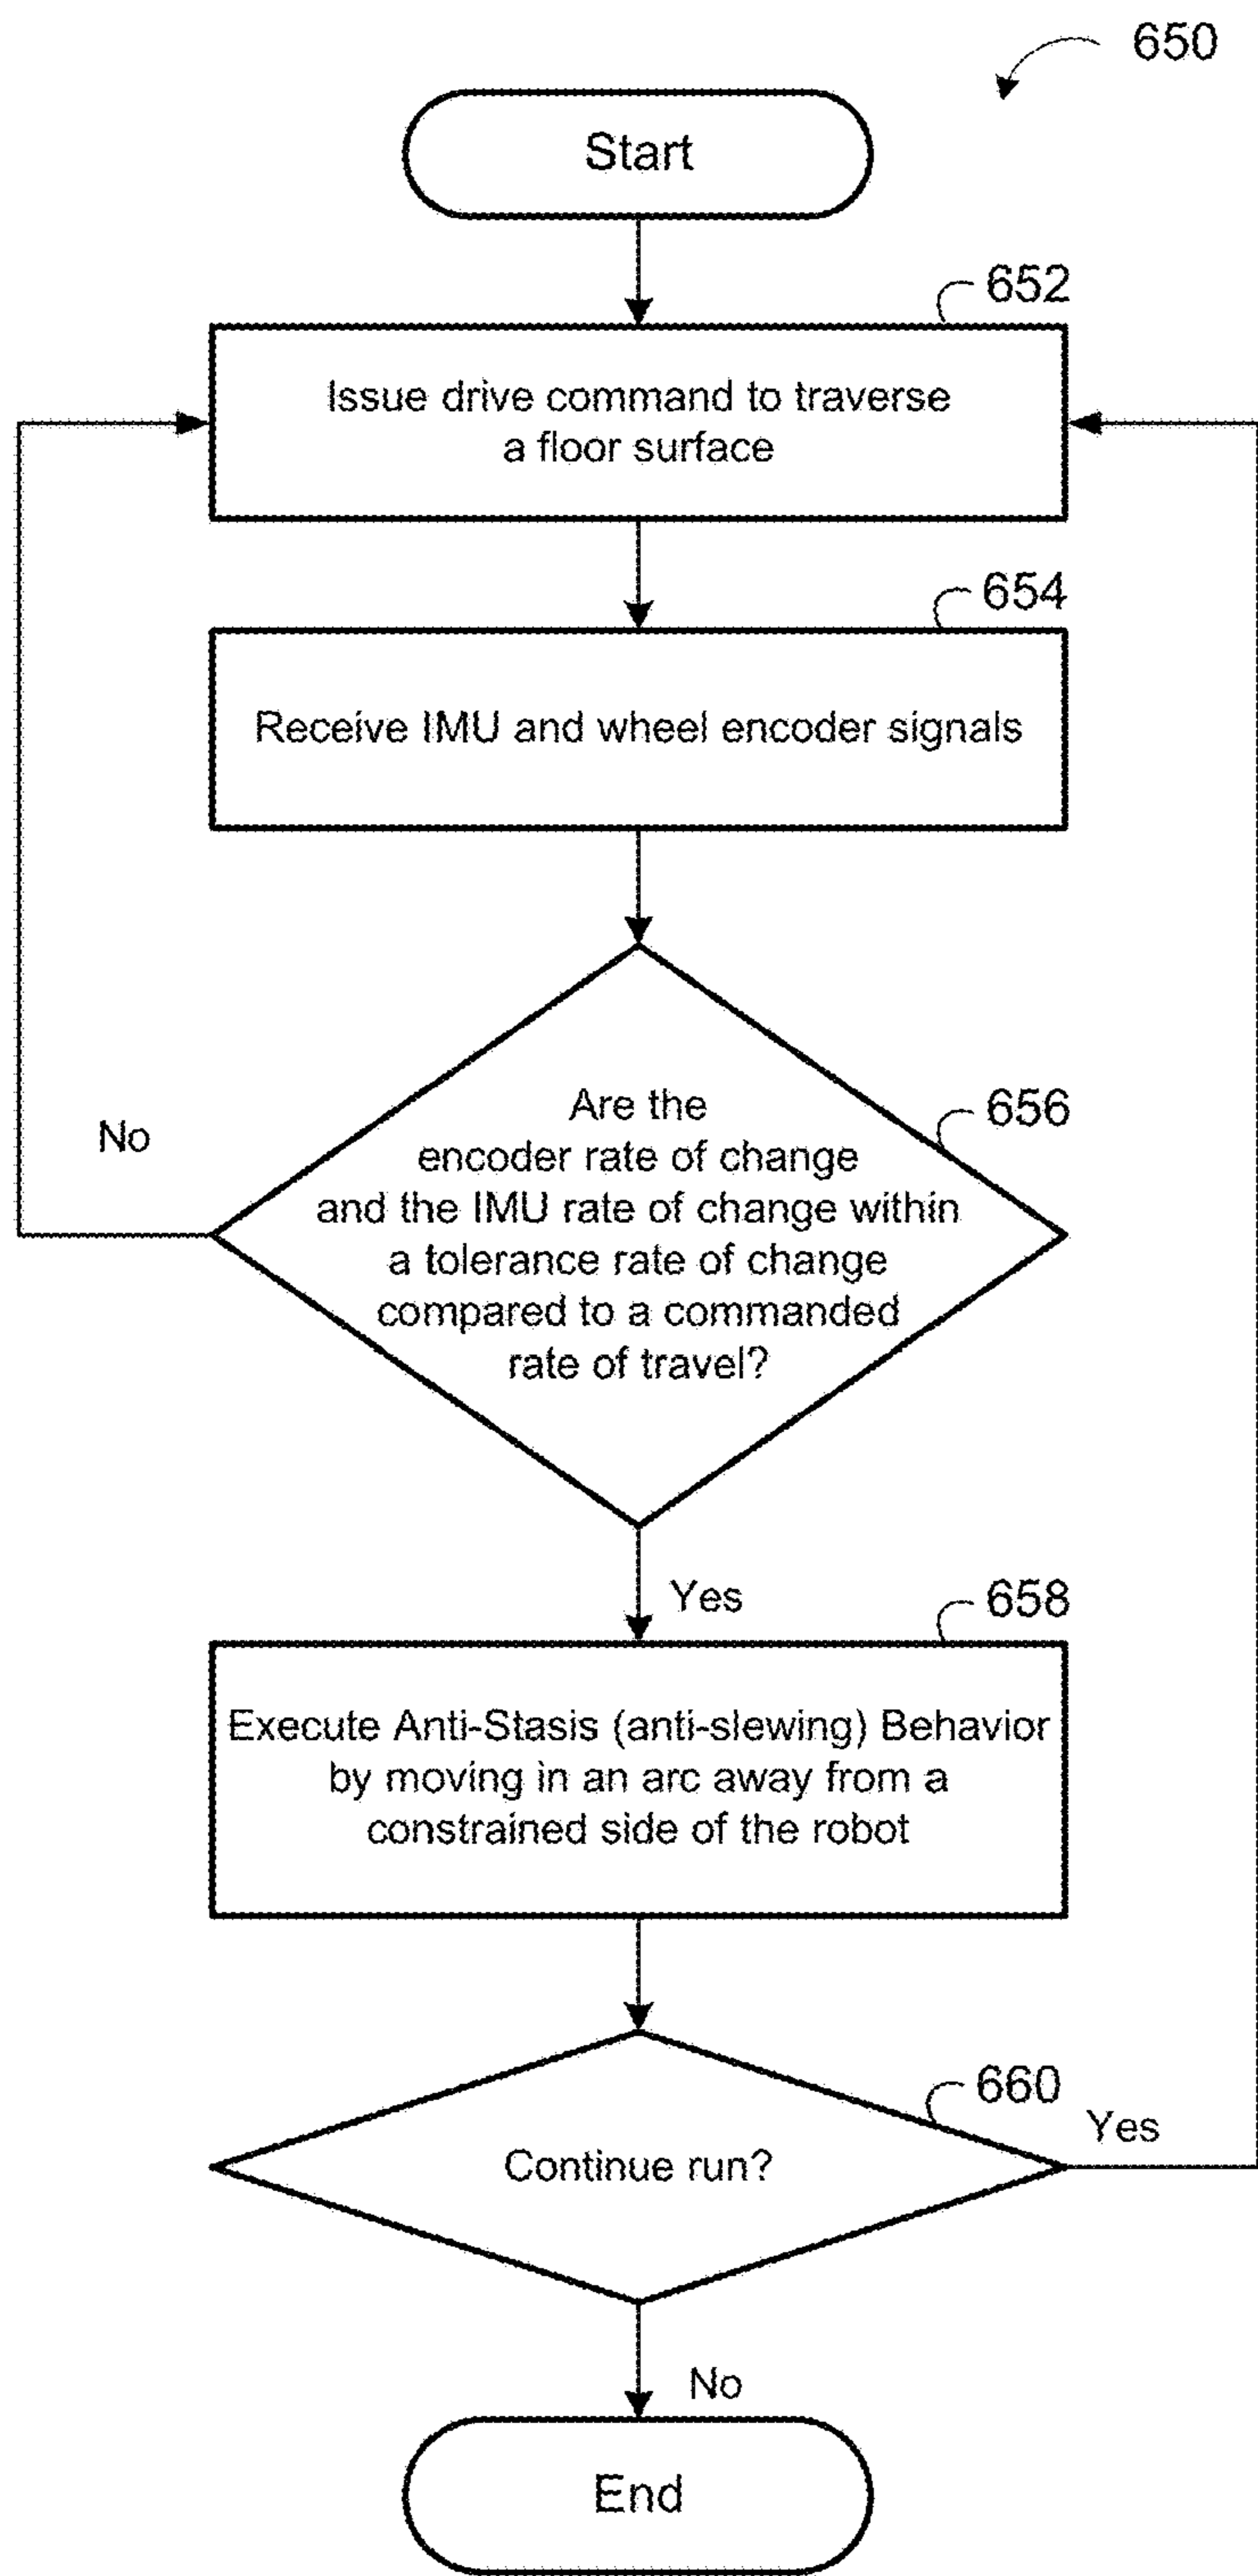 650
Start
652
Issue drive command to traverse
a floor surface
654
Receive IMU and wheel encoder signals
656
Are the
encoder rate of change
and the IMU rate of change within
a tolerance rate of change
compared to a commanded
rate of travel?
No
Yes
658
Execute Anti-Stasis (anti-slewing) Behavior
by moving in an arc away from a
constrained side of the robot
660
Continue run?
Yes
No
End